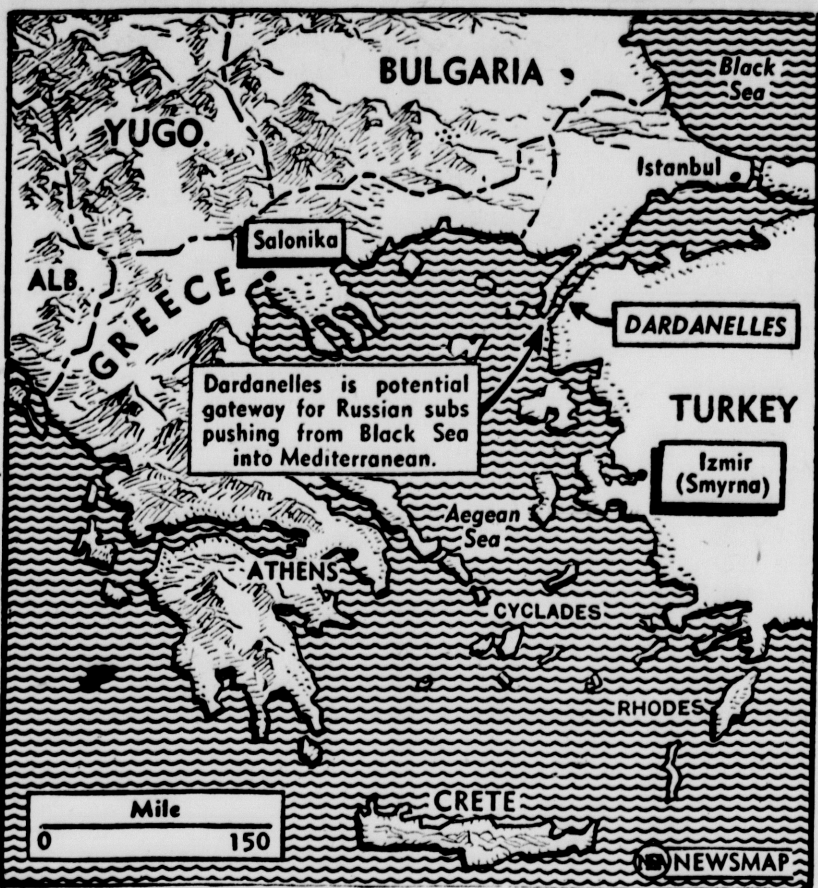 BULGARIA
Black
Sea
YUGO.
Istanbul
Salonika
ALB.
GREECE
DARDANELLES
Dardanelles is potential
gateway for Russian subs
pushing from Black Sea
into Mediterranean.
TURKEY
Izmir
(Smyrna)
Aegean
Sea
ATHENS
CYCLADES
RHODES
CRETE
Mile
0 150
NEA NEWSMAP